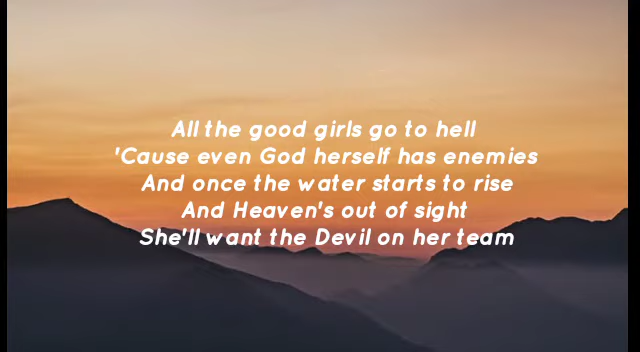 All the good girls go to hell
'Cause even God herself has enemies
And once the water starts to rise
And Heaven's out of sight
She'll want the Devil on her team